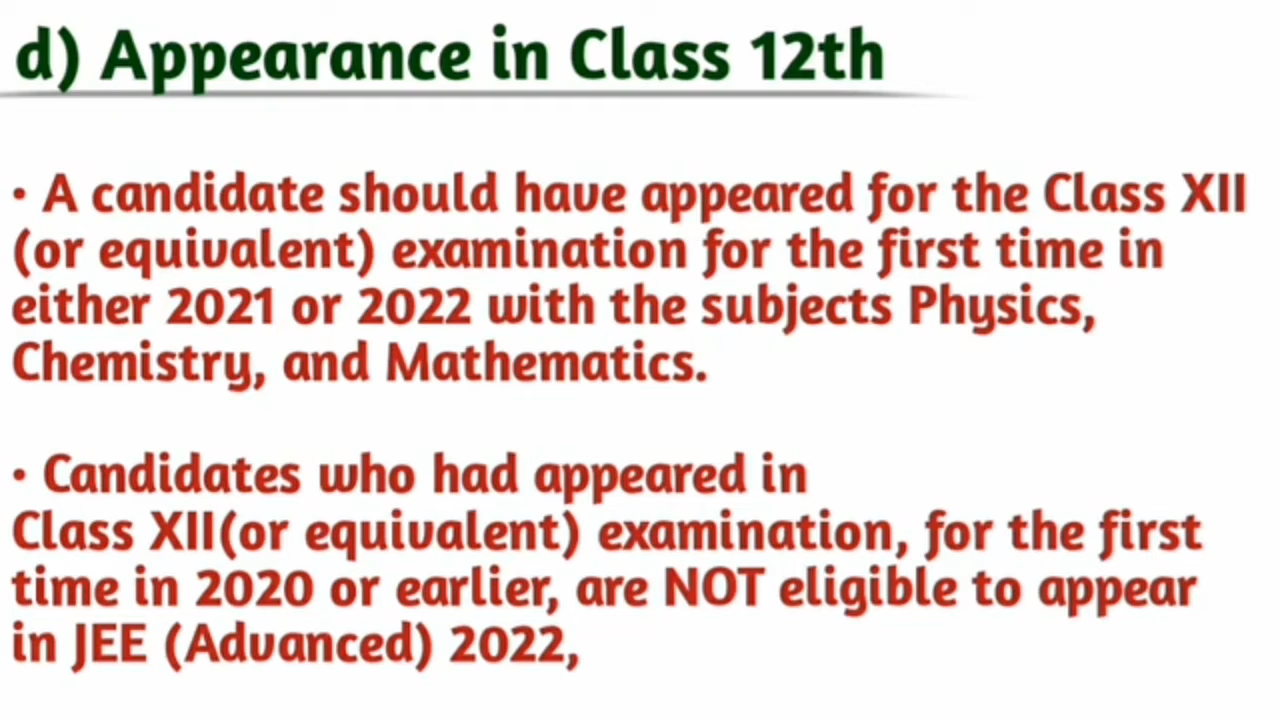 d) Appearance in Class 12th
• A candidate should have appeared for the Class XII
(or equivalent) examination for the first time in
either 2021 or 2022 with the subjects Physics,
Chemistry, and Mathematics.
• Candidates who had appeared in
Class XII(or equivalent) examination, for the first
time in 2020 or earlier, are NOT eligible to appear
in JEE (Advanced) 2022,